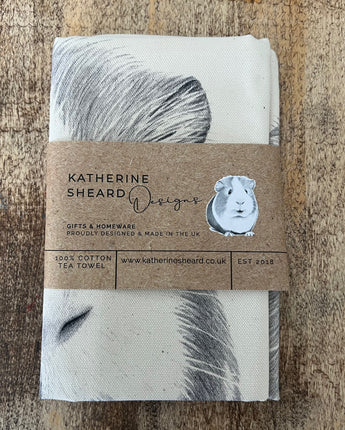 KATHERINE
SHEARD Designs
GIFTS & HOMEWARE
PROUDLY DESIGNED & MADE IN THE UK
100% COTTON
TEA TOWEL
www.katherinesheard.co.uk
EST 2018